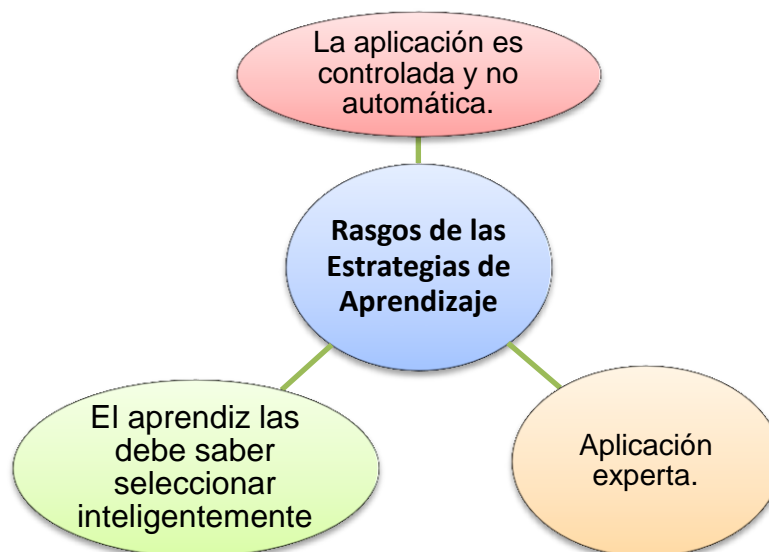 La aplicación es
controlada y no
automática.
Rasgos de las
Estrategias de
Aprendizaje
El aprendiz las
debe saber
seleccionar
inteligentemente
Aplicación
experta.